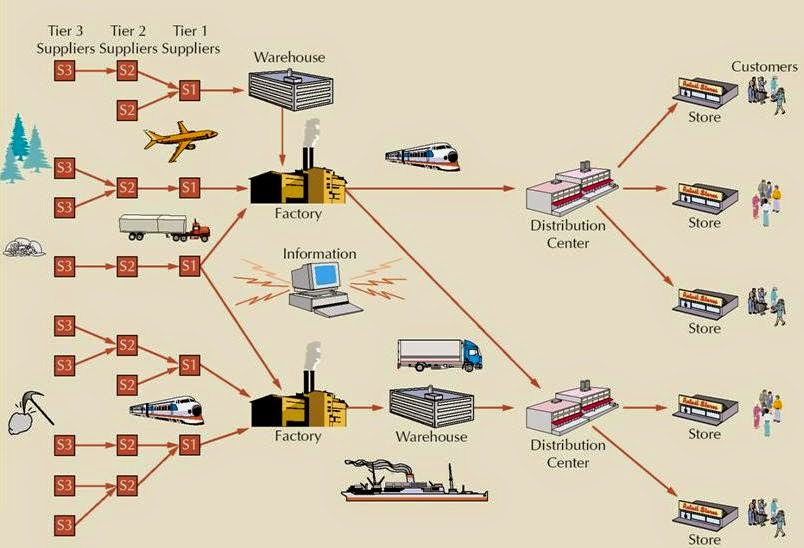 Tier 3 Tier 2 Tier 1
Suppliers Suppliers Suppliers
Warehouse
Customers
S3 S2 S1
S2
Retail Stores
Store
S3
S2 S1
S3
Factory
Retail Stores
Store
Distribution
Center
Information
S3 S2 S1
Retail Stores
Store
S3
S2
S3 S1
S2
Factory
Warehouse
Distribution
Center
Retail Stores
Store
S3 S2 S1
S3 S2
S3
Retail Stores
Store